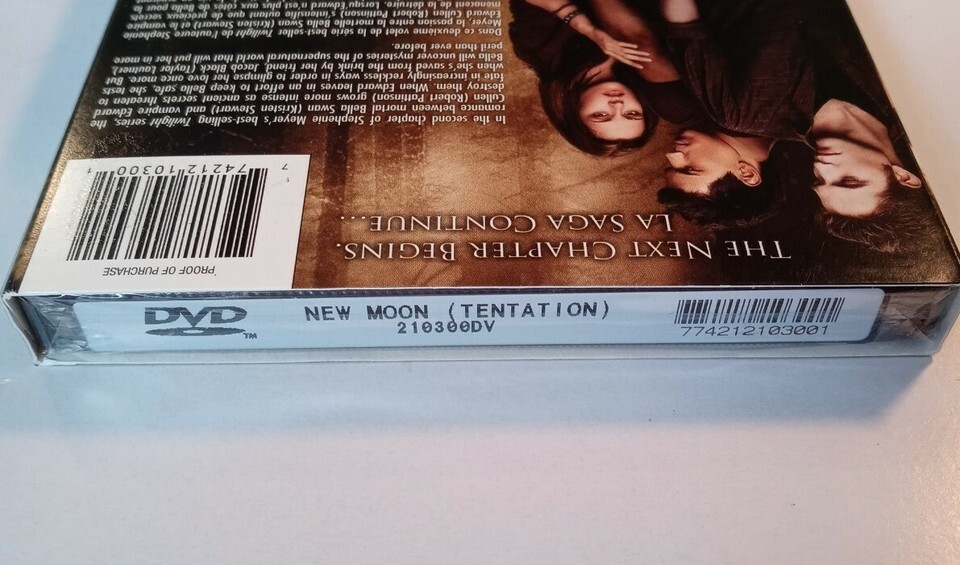 In the second chapter of Stephenie Meyer's best-selling Twilight series, the
romance between mortal Bella Swan (Kristen Stewart) and vampire Edward
Cullen (Robert Pattinson) grows more intense as ancient secrets threaten to
destroy them. When Edward leaves in an effort to keep Bella safe, she tests
fate in increasingly reckless ways in order to glimpse her love once more. But
when she's saved from the brink by her friend, Jacob Black (Taylor Lautner),
Bella will uncover mysteries of the supernatural world that will put her in more
peril than ever before.
Dans ce deuxième volet de la série best-seller Twilight de l'auteure Stephenie
Meyer, la passion entre la mortelle Bella Swan (Kristen Stewart) et le vampire
Edward Cullen (Robert Pattinson) s'intensifie autant que de précieux secrets
menacent de la détruire. Lorsqu'Edward n'est plus aux côtés de Bella pour la
THE NEXT CHAPTER BEGINS.
LA SAGA CONTINUE...
PROOF OF PURCHASE
7 74212 10300 1
DVD™
NEW MOON (TENTATION)
210300DV
774212103001